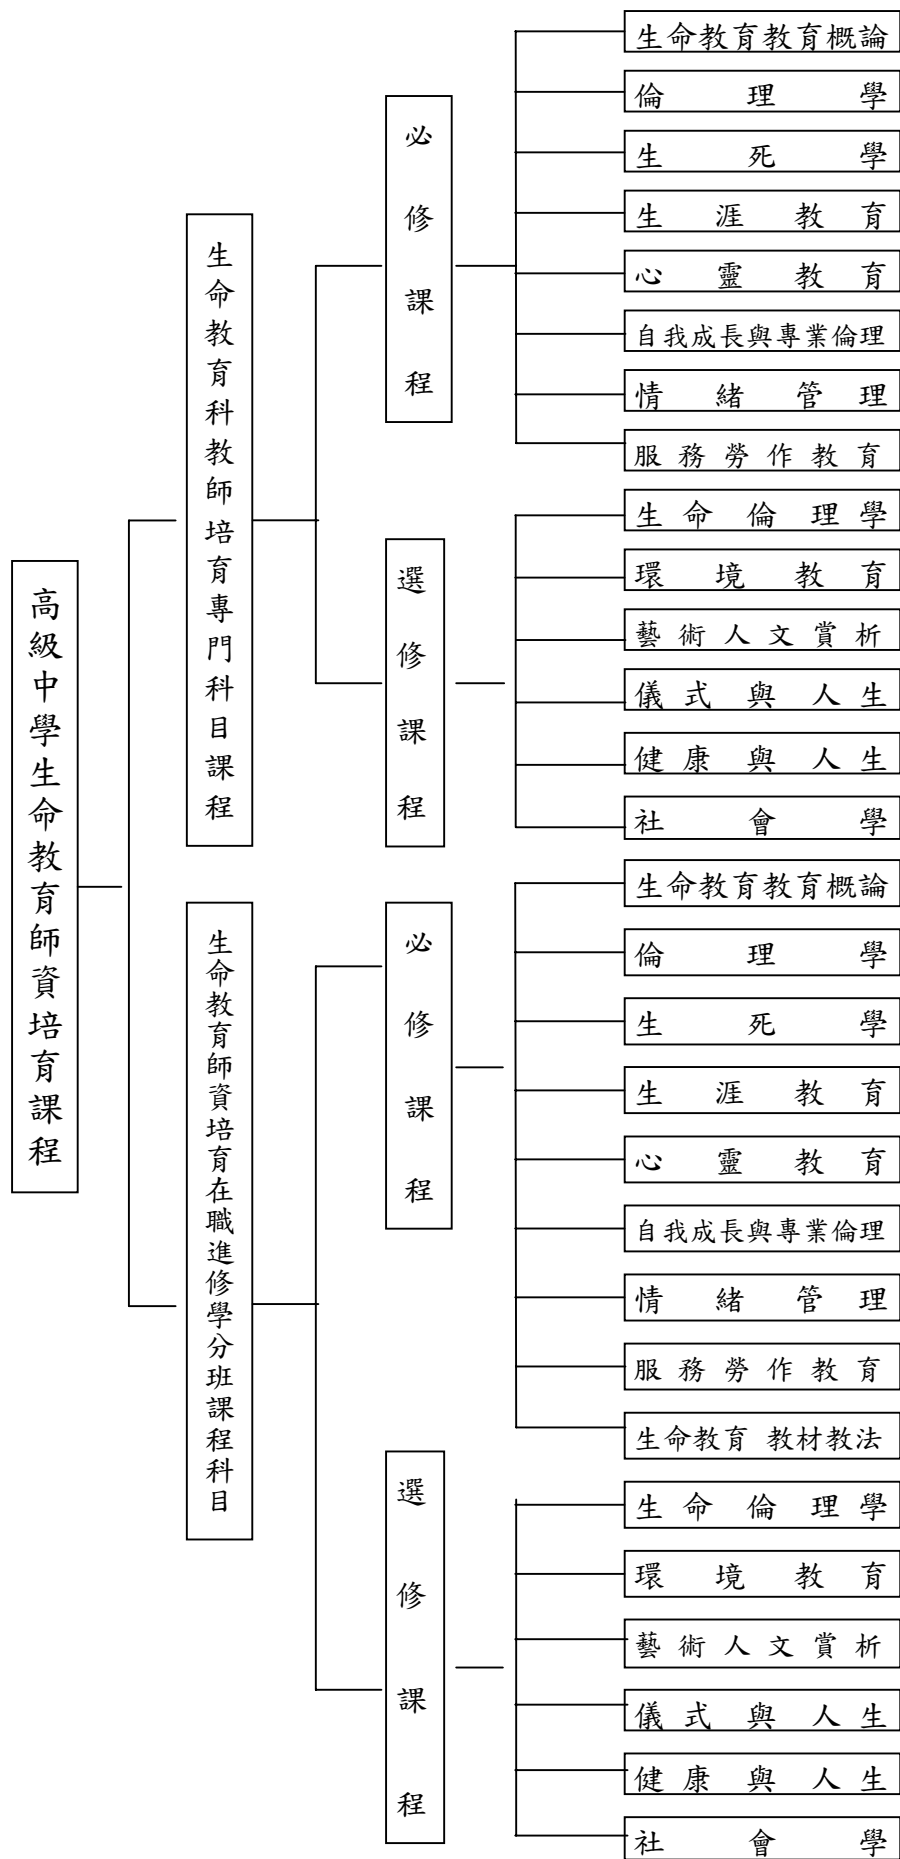 高級中學生命教育師資培育課程
生命教育科教師培育專門科目課程
必修課程
生命教育教育概論
倫理學
生死學
生涯教育
心靈教育
自我成長與專業倫理
情緒管理
服務勞作教育
選修課程
生命倫理學
環境教育
藝術人文賞析
儀式與人生
健康與人生
社會學
生命教育師資培育在職進修學分班課程科目
必修課程
生命教育教育概論
倫理學
生死學
生涯教育
心靈教育
自我成長與專業倫理
情緒管理
服務勞作教育
生命教育 教材教法
選修課程
生命倫理學
環境教育
藝術人文賞析
儀式與人生
健康與人生
社會學